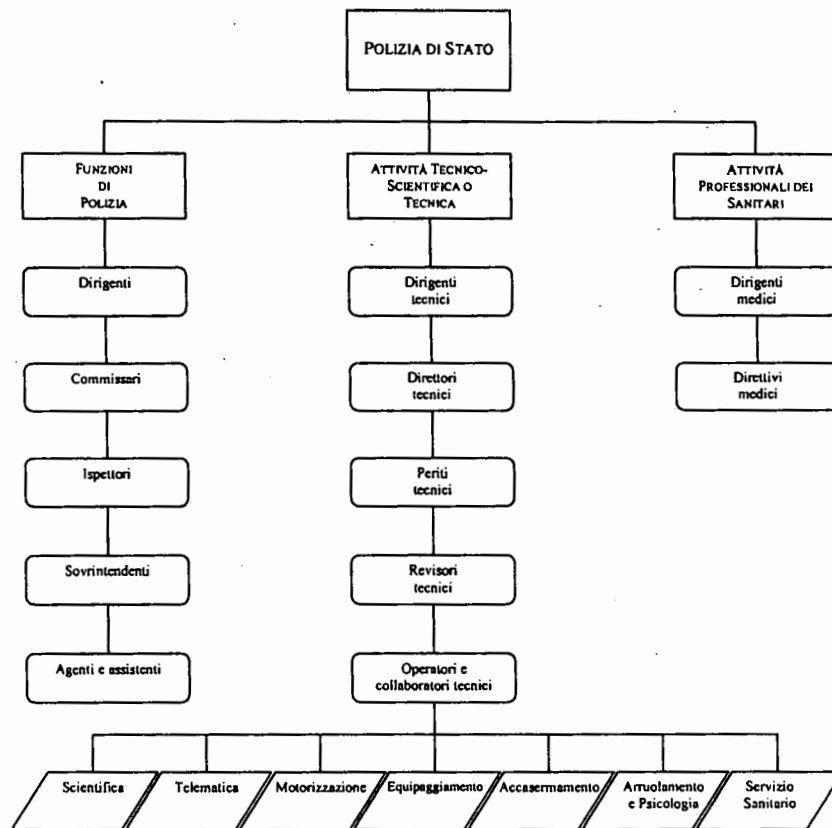 POLIZIA DI STATO
FUNZIONI
DI
POLIZIA
ATTIVITÀ TECNICO-
SCIENTIFICA O
TECNICA
ATTIVITÀ
PROFESSIONALI DEI
SANITARI
Dirigenti
Dirigenti
tecnici
Dirigenti
medici
Commissari
Direttori
tecnici
Direttivi
medici
Ispettori
Periti
tecnici
Sovrintendenti
Revisori
tecnici
Agenti e assistenti
Operatori e
collaboratori tecnici
Scientifica
Telematica
Motorizzazione
Equipaggiamento
Accasermamento
Arruolamento
e Psicologia
Servizio
Sanitario